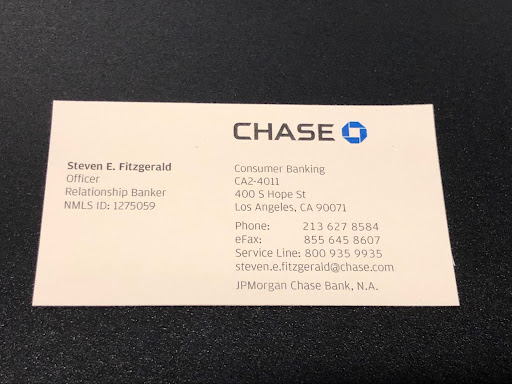 CHASE
Steven E. Fitzgerald
Officer
Relationship Banker
NMLS ID: 1275059
Consumer Banking
CA2-4011
400 S Hope St
Los Angeles, CA 90071
Phone: 213 627 8584
eFax: 855 645 8607
Service Line: 800 935 9935
steven.e.fitzgerald@chase.com
JPMorgan Chase Bank, N.A.